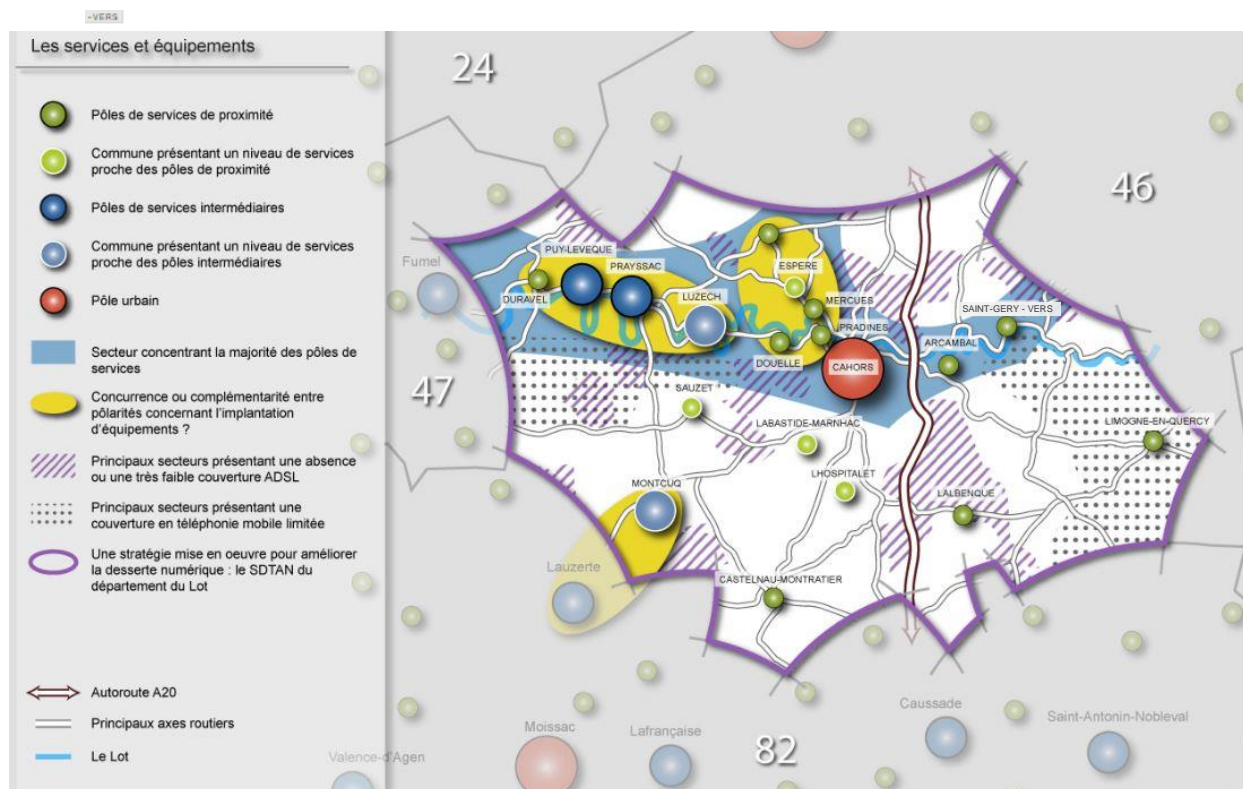 -VERS
Les services et équipements
Pôles de services de proximité
Commune présentant un niveau de services
proche des pôles de proximité
Pôles de services intermédiaires
Commune présentant un niveau de services
proche des pôles intermédiaires
Pôle urbain
Secteur concentrant la majorité des pôles de
services
Concurrence ou complémentarité entre
pôlarités concernant l'implantation
d'équipements ?
Principaux secteurs présentant une absence
ou une très faible couverture ADSL
Principaux secteurs présentant une
couverture en téléphonie mobile limitée
Une stratégie mise en oeuvre pour améliorer
la desserte numérique : le SDTAN du
département du Lot
Autoroute A20
Principaux axes routiers
Le Lot
24
46
47
82
Fumel
PUY-LEVEQUE
PRAYSSAC
DURAVEL
LUZECH
ESPERE
MERCUES
PRADINES
DOUELLE
CAHORS
SAINT-GERY - VERS
ARCAMBAL
SAUZET
LABASTIDE-MARNHAC
LIMOGNE-EN-QUERCY
LHOSPITALET
MONTCUQ
LALBENQUE
Lauzerte
CASTELNAU-MONTRATIER
Caussade
Saint-Antonin-Nobleval
Moissac
Lafrançaise
Valence-d'Agen